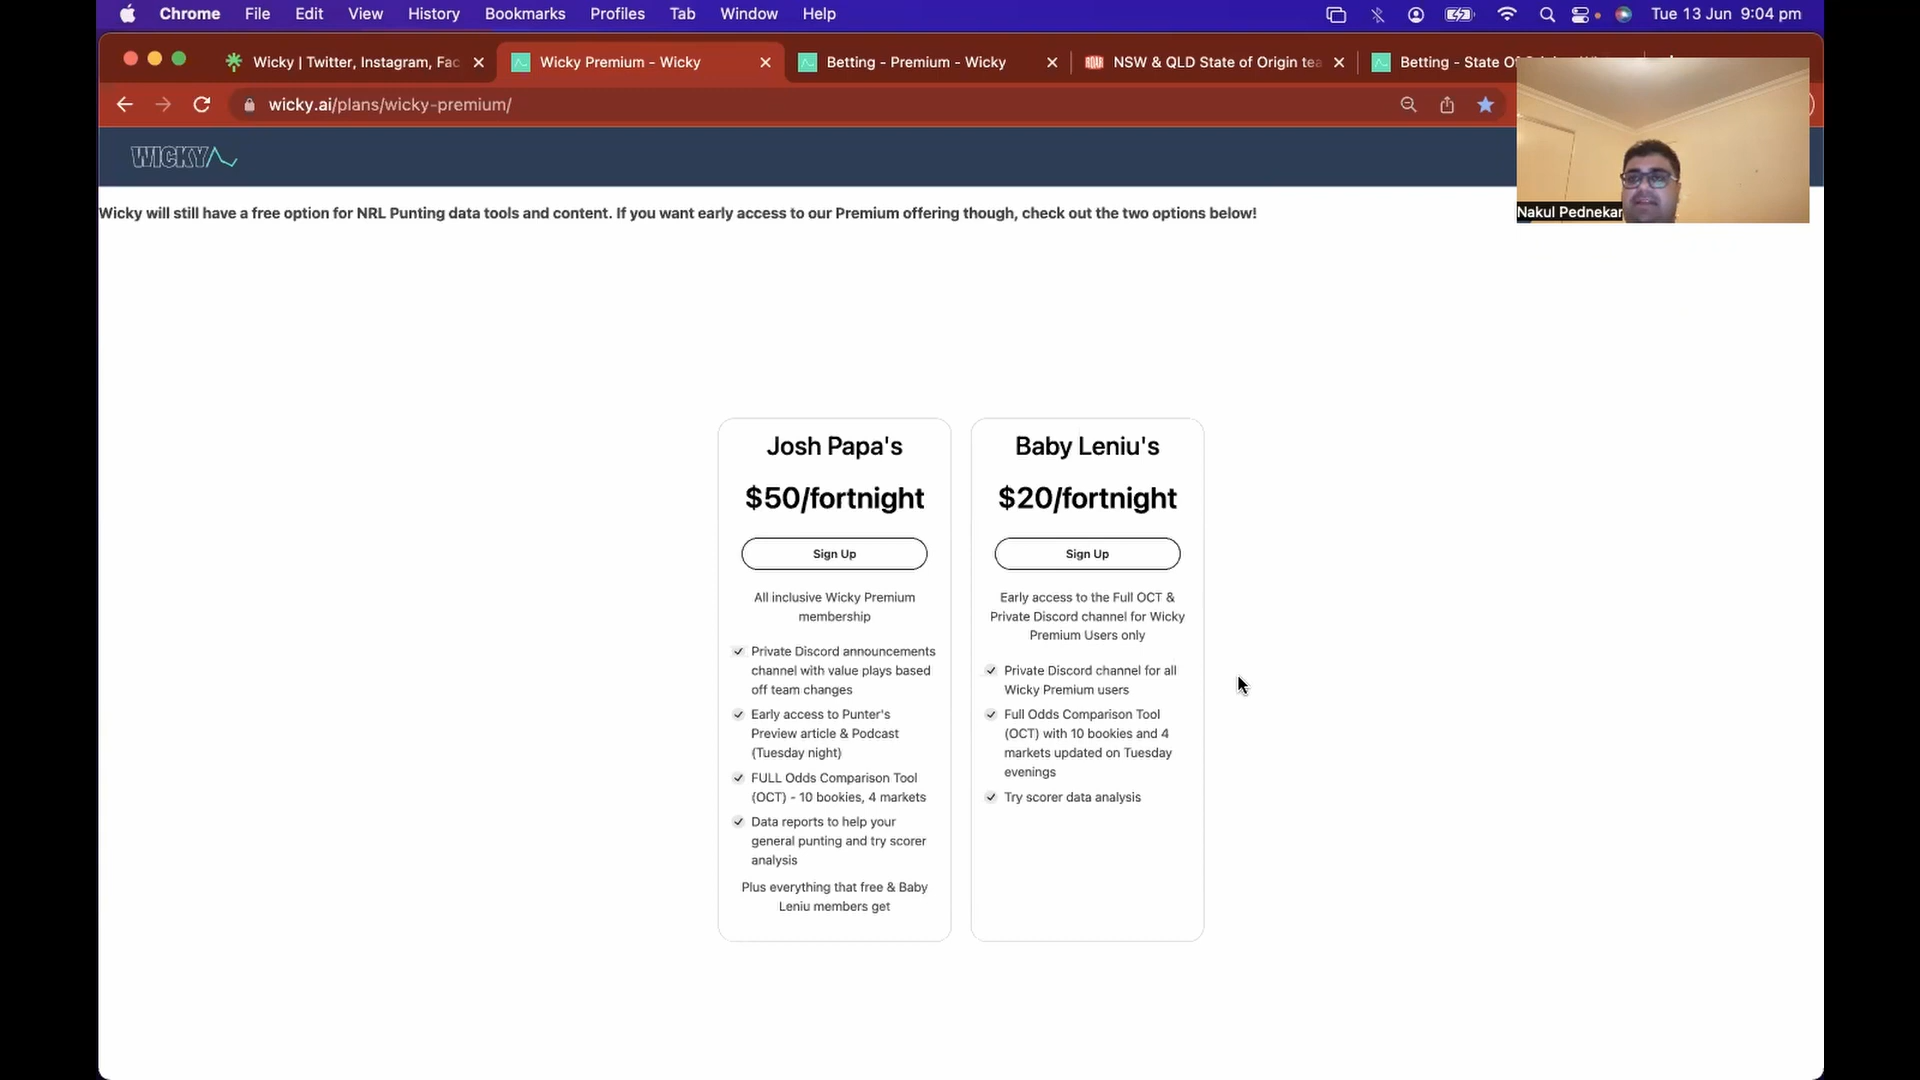 Chrome File Edit View History Bookmarks Profiles Tab Window Help Tue 13 Jun 9:04 pm
Wicky | Twitter, Instagram, Fac Wicky Premium - Wicky Betting - Premium - Wicky NSW & QLD State of Origin tea Betting - State O
wicky.ai/plans/wicky-premium/
WICKY
Nakul Pednekar
Wicky will still have a free option for NRL Punting data tools and content. If you want early access to our Premium offering though, check out the two options below!
Josh Papa's
$50/fortnight
Sign Up
All inclusive Wicky Premium
membership
Private Discord announcements
channel with value plays based
off team changes
Early access to Punter's
Preview article & Podcast
(Tuesday night)
FULL Odds Comparison Tool
(OCT) - 10 bookies, 4 markets
Data reports to help your
general punting and try scorer
analysis
Plus everything that free & Baby
Leniu members get
Baby Leniu's
$20/fortnight
Sign Up
Early access to the Full OCT &
Private Discord channel for Wicky
Premium Users only
Private Discord channel for all
Wicky Premium users
Full Odds Comparison Tool
(OCT) with 10 bookies and 4
markets updated on Tuesday
evenings
Try scorer data analysis